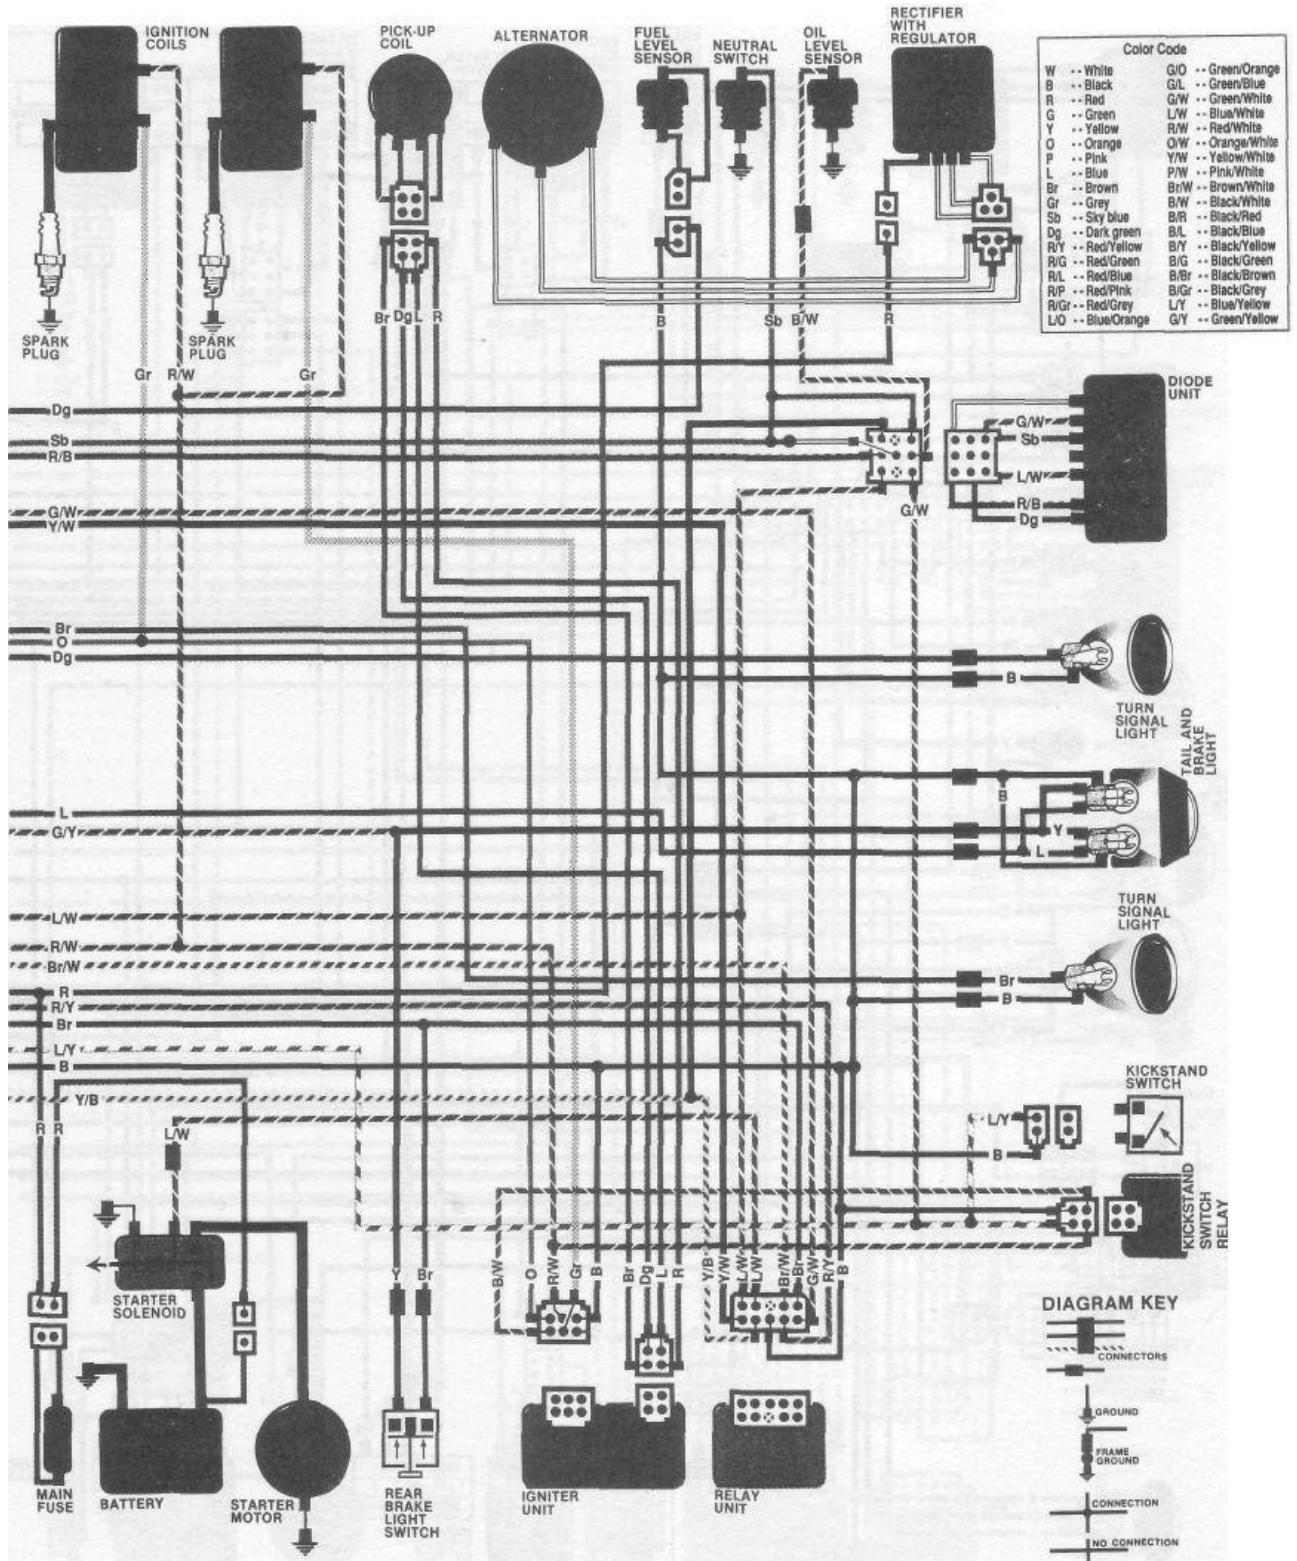 IGNITION
COILS
PICK-UP
COIL
ALTERNATOR
FUEL
LEVEL
SENSOR
NEUTRAL
SWITCH
OIL
LEVEL
SENSOR
RECTIFIER
WITH
REGULATOR
Color Code
W -- White
B -- Black
R -- Red
G -- Green
Y -- Yellow
O -- Orange
P -- Pink
L -- Blue
Br -- Brown
Gr -- Grey
Sb -- Sky blue
Dg -- Dark green
R/Y -- Red/Yellow
R/G -- Red/Green
R/L -- Red/Blue
R/P -- Red/Pink
R/Gr -- Red/Grey
L/O -- Blue/Orange
G/O -- Green/Orange
G/L -- Green/Blue
G/W -- Green/White
L/W -- Blue/White
R/W -- Red/White
O/W -- Orange/White
Y/W -- Yellow/White
P/W -- Pink/White
Br/W -- Brown/White
B/W -- Black/White
B/R -- Black/Red
B/L -- Black/Blue
B/Y -- Black/Yellow
B/G -- Black/Green
B/Br -- Black/Brown
B/Gr -- Black/Grey
L/Y -- Blue/Yellow
G/Y -- Green/Yellow
SPARK
PLUG
SPARK
PLUG
Br Dg L R
B
Sb B/W
R
Gr R/W
Gr
Dg
Sb
R/B
G/W
Y/W
G/W
DIODE
UNIT
G/W
Sb
L/W
R/B
Dg
Br
O
Dg
B
TURN
SIGNAL
LIGHT
TAIL AND
BRAKE
LIGHT
B
Y
L
L
G/Y
L/W
R/W
Br/W
R
R/Y
Br
L/Y
B
Y/B
TURN
SIGNAL
LIGHT
Br
B
KICKSTAND
SWITCH
L/Y
B
KICKSTAND
SWITCH
RELAY
R R
L/W
STARTER
SOLENOID
Y Br
B/W O R/W Gr B
Br Dg L R
Y/B Y/W L/W L/W Br/W Br G/W R/Y B
MAIN
FUSE
BATTERY
STARTER
MOTOR
REAR
BRAKE
LIGHT
SWITCH
IGNITER
UNIT
RELAY
UNIT
DIAGRAM KEY
CONNECTORS
GROUND
FRAME
GROUND
CONNECTION
NO CONNECTION